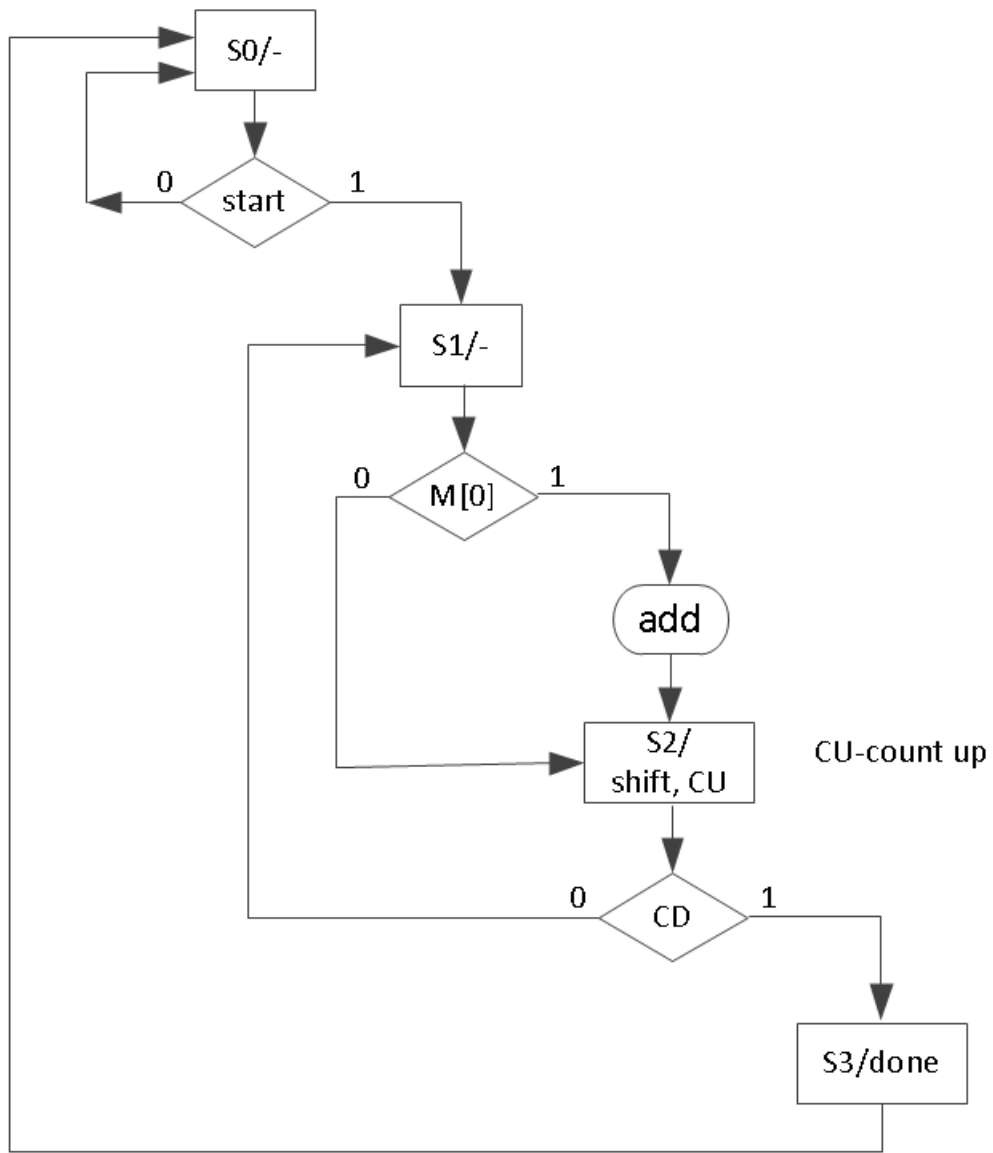 S0/-
0
start
1
S1/-
0
M[0]
1
add
S2/
shift, CU
CU-count up
0
CD
1
S3/done